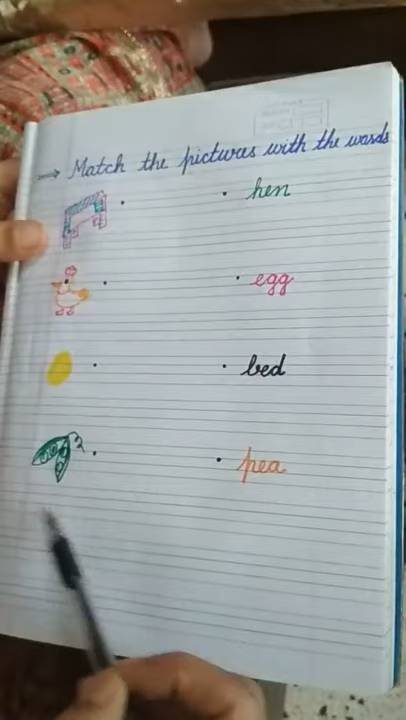 Match the pictures with the words
hen
egg
bed
pea